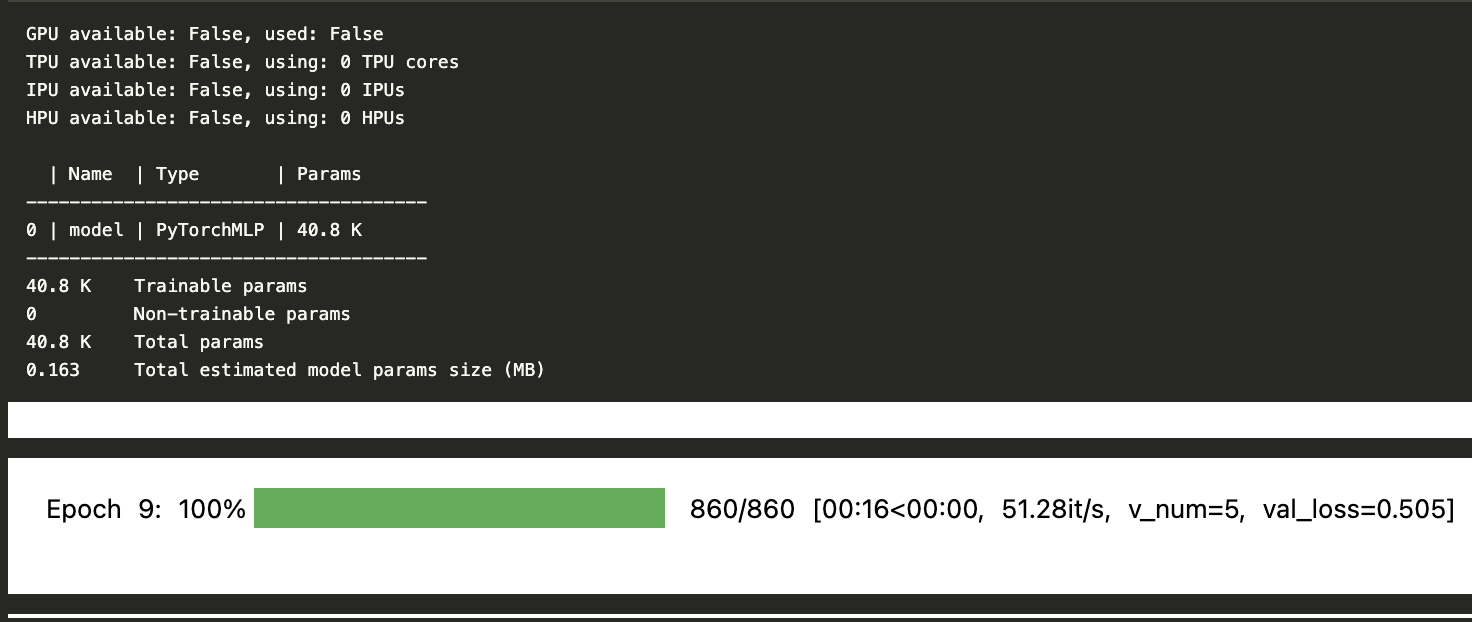 GPU available: False, used: False
TPU available: False, using: 0 TPU cores
IPU available: False, using: 0 IPUs
HPU available: False, using: 0 HPUs
  | Name  | Type       | Params
-------------------------------------
0 | model | PyTorchMLP | 40.8 K
-------------------------------------
40.8 K    Trainable params
0         Non-trainable params
40.8 K    Total params
0.163     Total estimated model params size (MB)
Epoch 9: 100% 860/860 [00:16<00:00, 51.28it/s, v_num=5, val_loss=0.505]